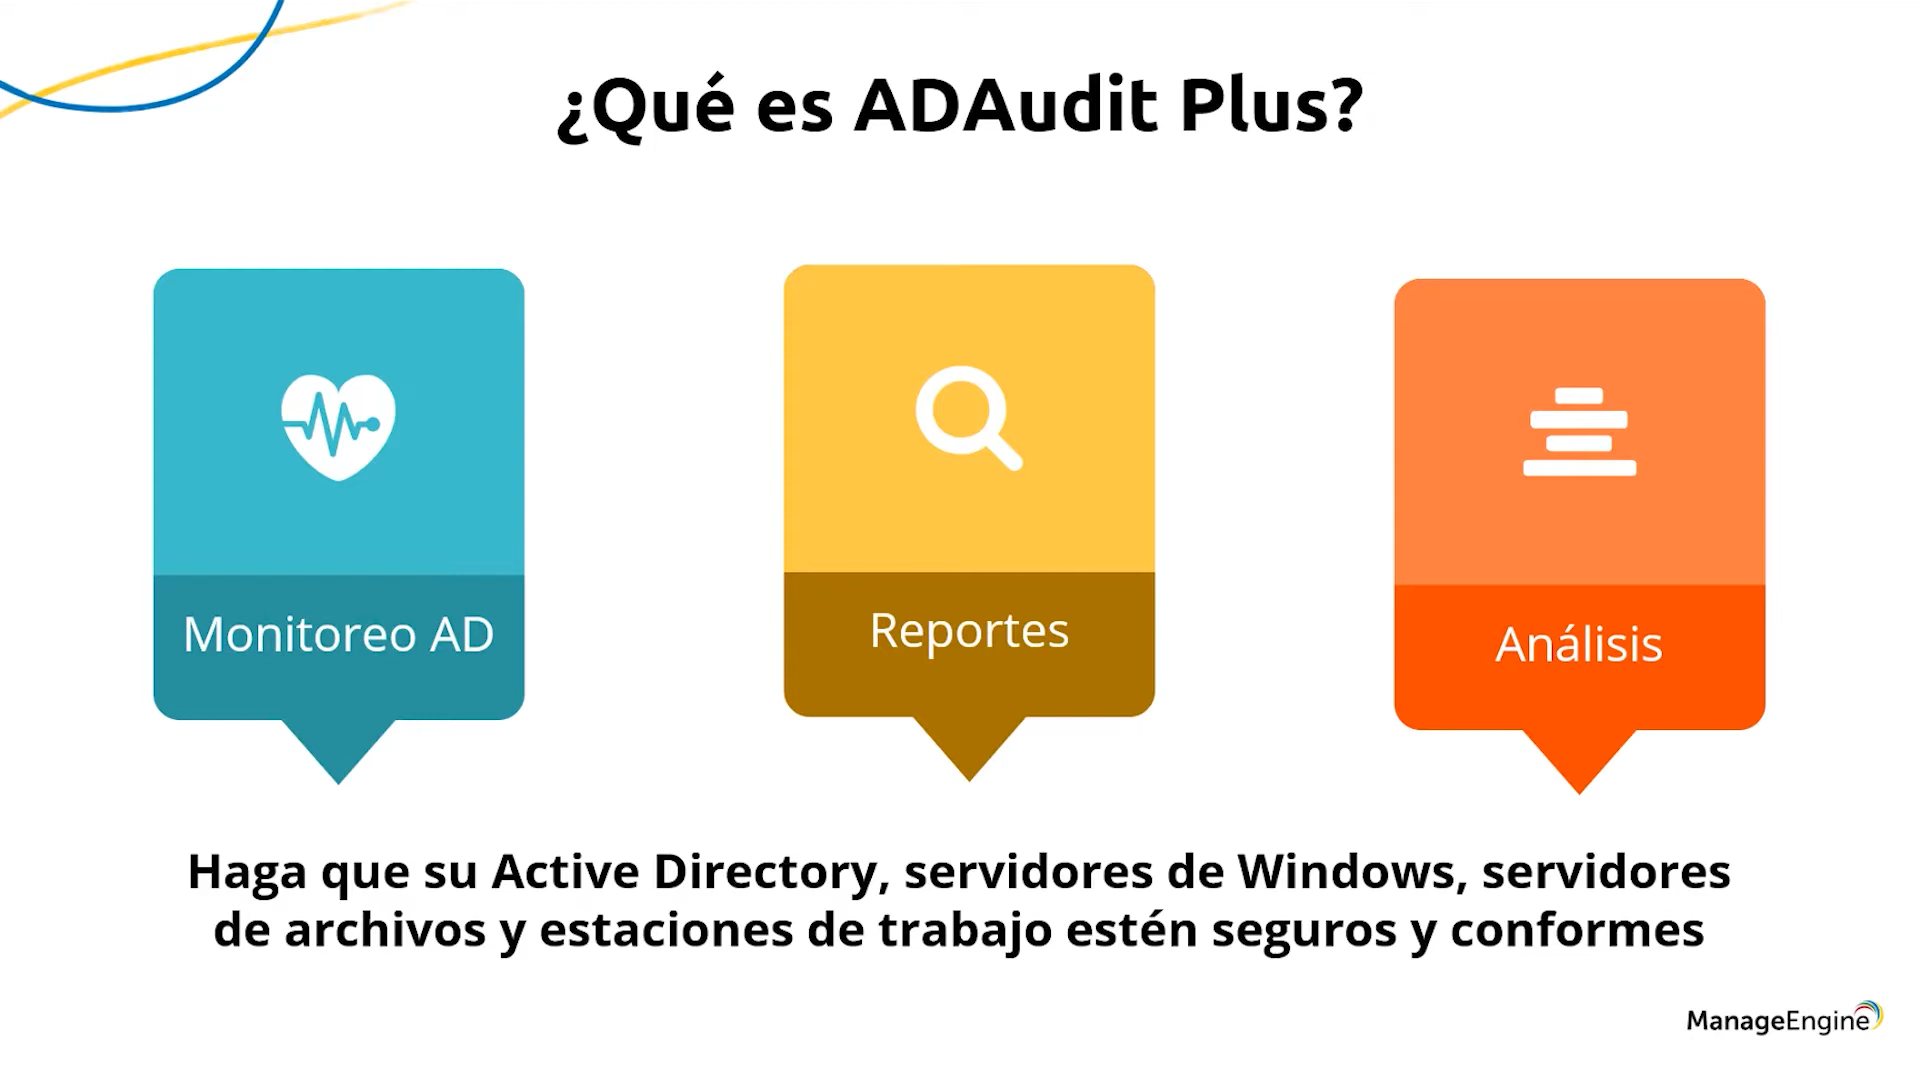 ¿Qué es ADAudit Plus?
Monitoreo AD
Reportes
Análisis
Haga que su Active Directory, servidores de Windows, servidores
de archivos y estaciones de trabajo estén seguros y conformes
ManageEngine